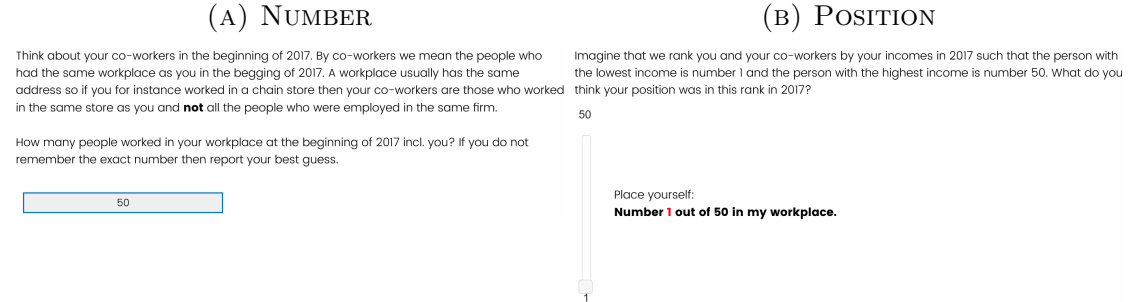 (A) NUMBER
Think about your co-workers in the beginning of 2017. By co-workers we mean the people who
had the same workplace as you in the begging of 2017. A workplace usually has the same
address so if you for instance worked in a chain store then your co-workers are those who worked
in the same store as you and not all the people who were employed in the same firm.
How many people worked in your workplace at the beginning of 2017 incl. you? If you do not
remember the exact number then report your best guess.
50
(B) POSITION
Imagine that we rank you and your co-workers by your incomes in 2017 such that the person with
the lowest income is number 1 and the person with the highest income is number 50. What do you
think your position was in this rank in 2017?
50
Place yourself:
Number 1 out of 50 in my workplace.
1